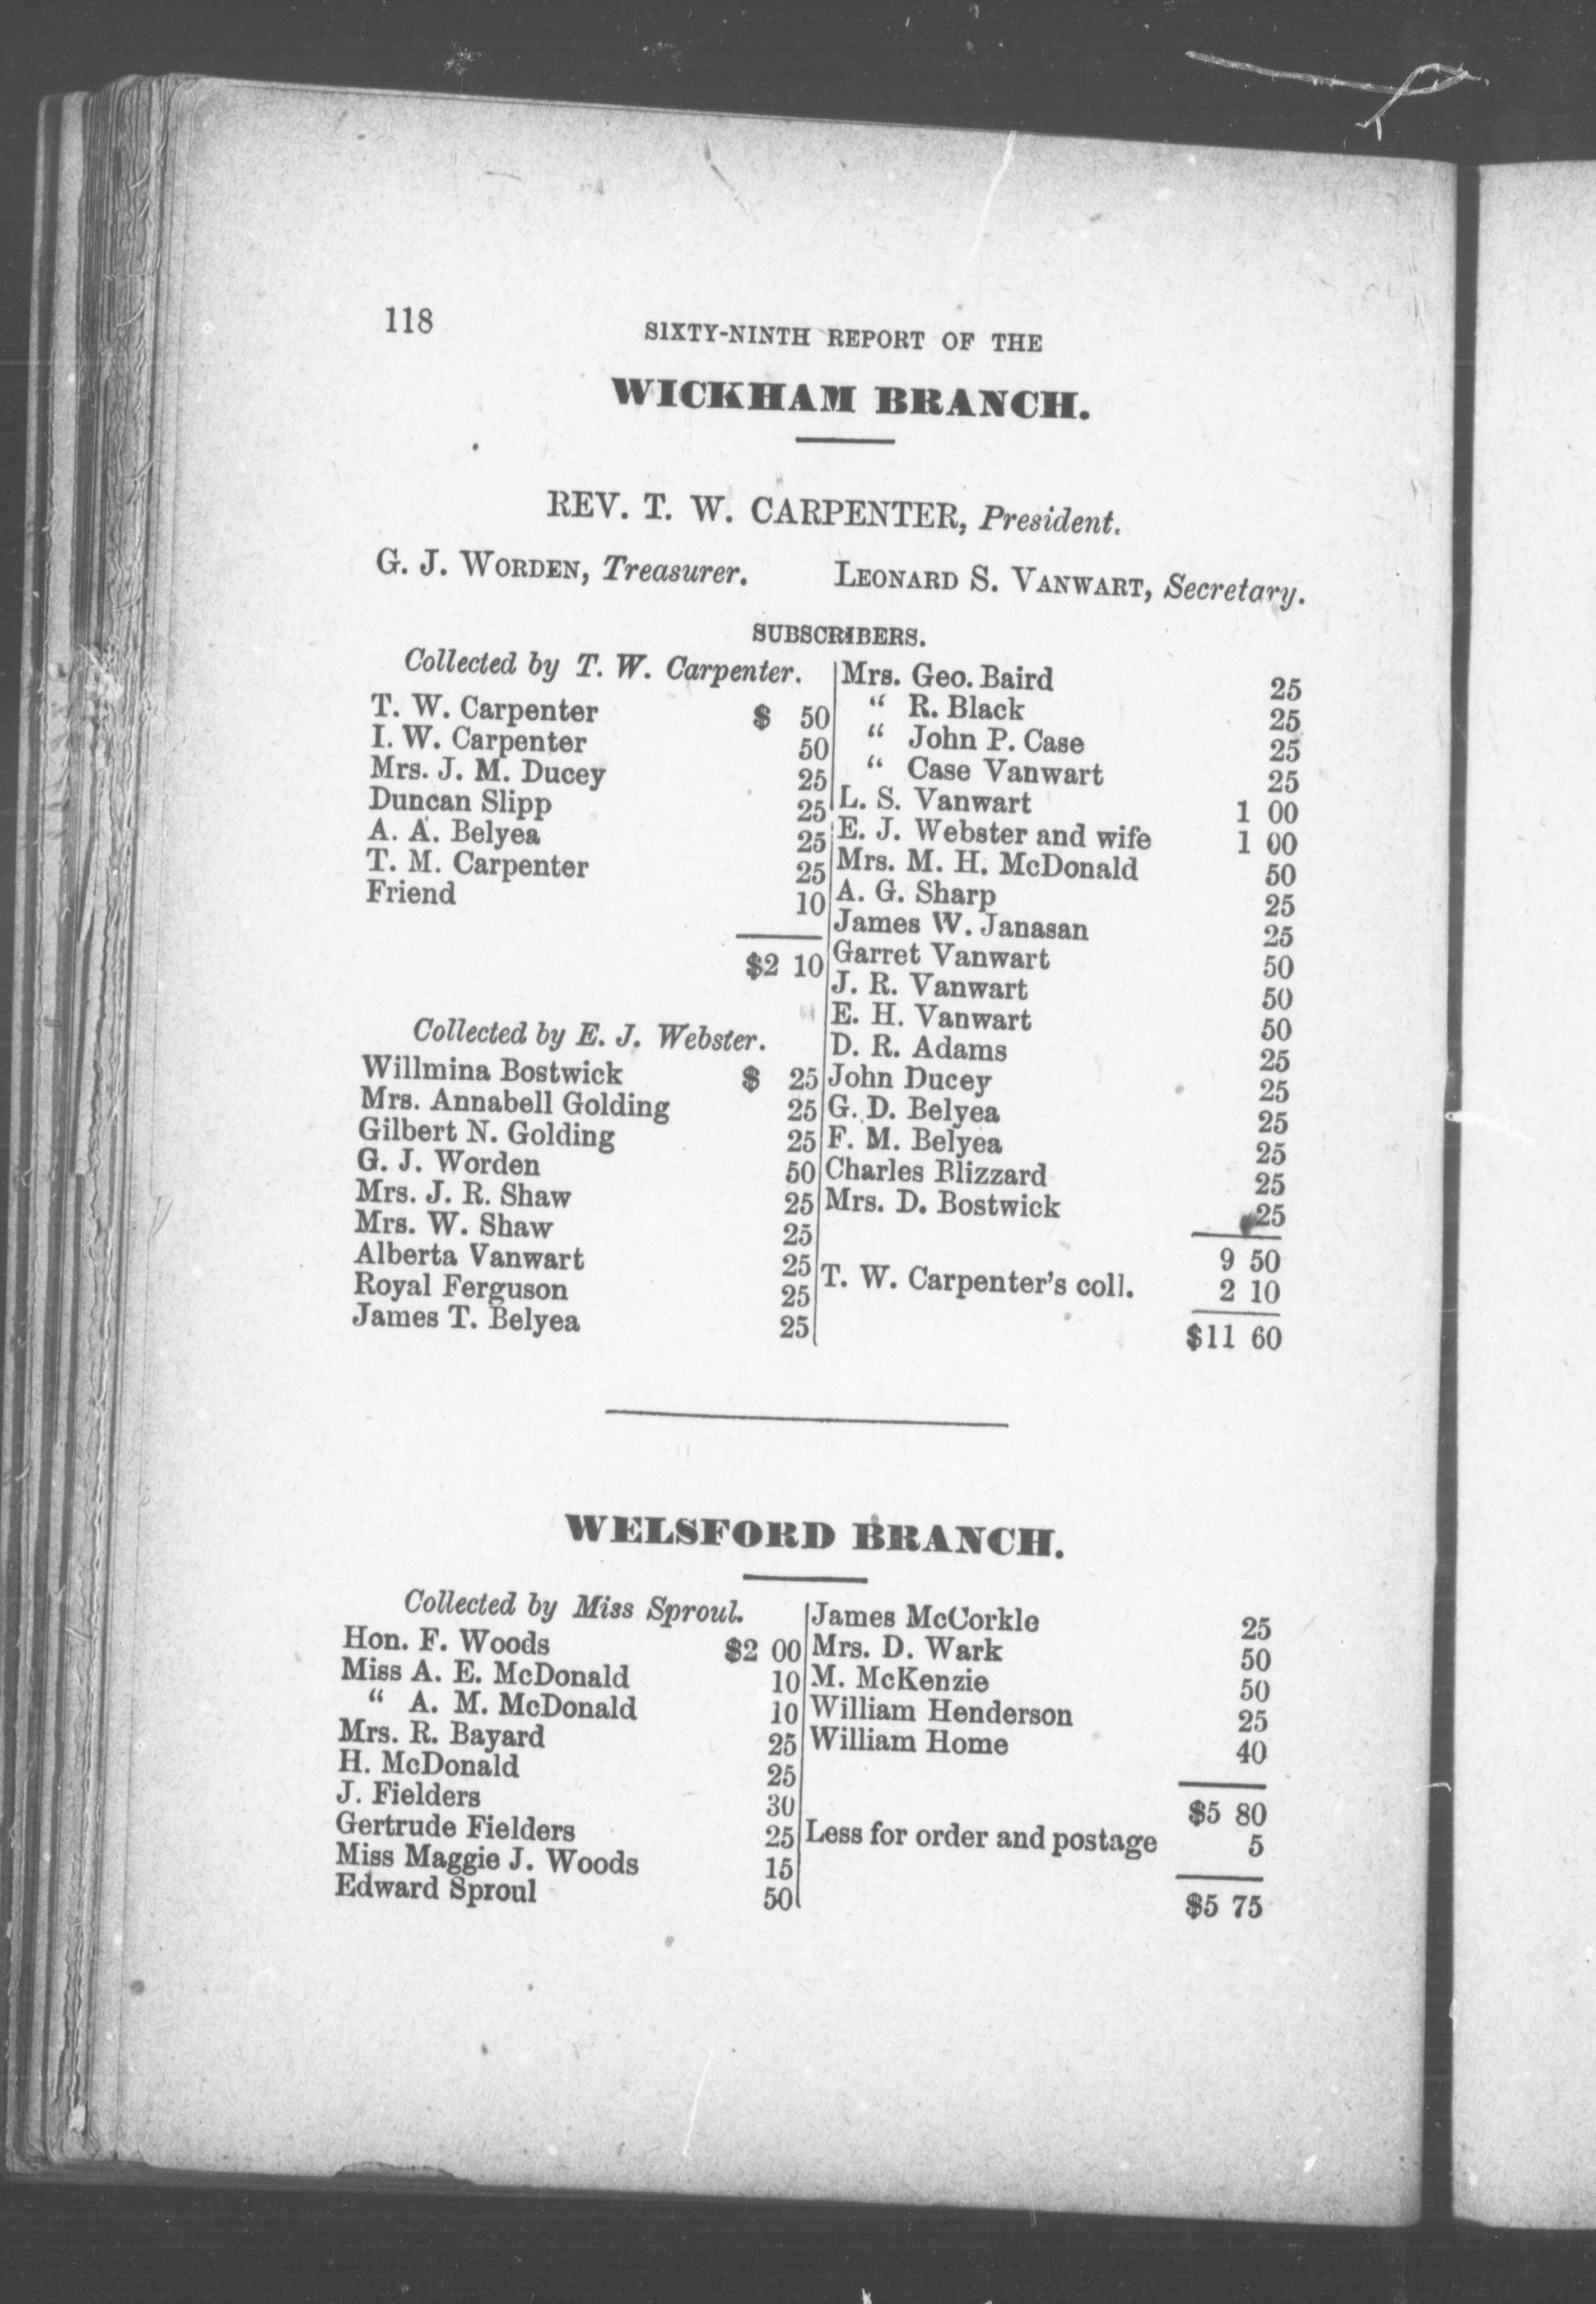 118
SIXTY-NINTH REPORT OF THE
WICKHAM BRANCH.
REV. T. W. CARPENTER, President.
G. J. WORDEN, Treasurer. LEONARD S. VANWART, Secretary.
SUBSCRIBERS.
Collected by T. W. Carpenter.
T. W. Carpenter $ 50
I. W. Carpenter 50
Mrs. J. M. Ducey 25
Duncan Slipp 25
A. A. Belyea 25
T. M. Carpenter 25
Friend 10
$2 10
Collected by E. J. Webster.
Willmina Bostwick $ 25
Mrs. Annabell Golding 25
Gilbert N. Golding 25
G. J. Worden 50
Mrs. J. R. Shaw 25
Mrs. W. Shaw 25
Alberta Vanwart 25
Royal Ferguson 25
James T. Belyea 25
Mrs. Geo. Baird 25
“ R. Black 25
“ John P. Case 25
“ Case Vanwart 25
L. S. Vanwart 1 00
E. J. Webster and wife 1 00
Mrs. M. H. McDonald 50
A. G. Sharp 25
James W. Janasan 25
Garret Vanwart 50
J. R. Vanwart 50
E. H. Vanwart 50
D. R. Adams 25
John Ducey 25
G. D. Belyea 25
F. M. Belyea 25
Charles Blizzard 25
Mrs. D. Bostwick 25
9 50
T. W. Carpenter's coll. 2 10
$11 60
WELSFORD BRANCH.
Collected by Miss Sproul.
Hon. F. Woods $2 00
Miss A. E. McDonald 10
“ A. M. McDonald 10
Mrs. R. Bayard 25
H. McDonald 25
J. Fielders 30
Gertrude Fielders 25
Miss Maggie J. Woods 15
Edward Sproul 50
James McCorkle 25
Mrs. D. Wark 50
M. McKenzie 50
William Henderson 25
William Home 40
$5 80
Less for order and postage 5
$5 75